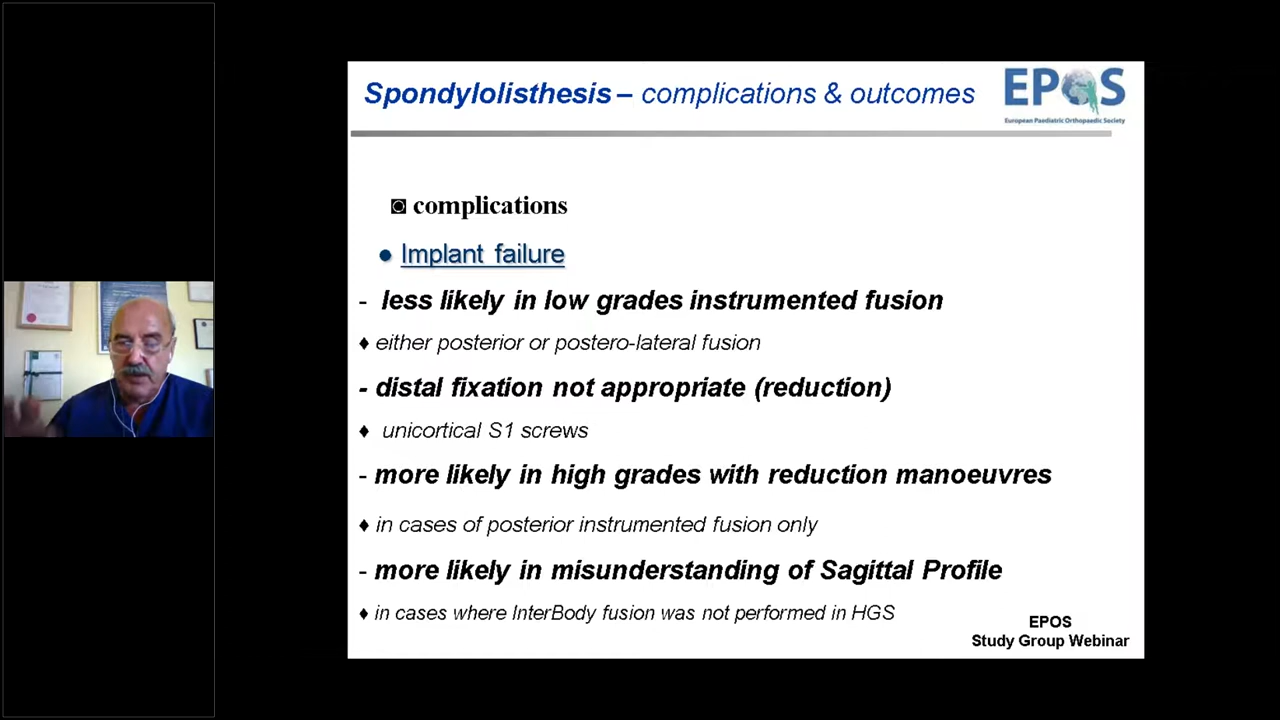 Spondylolisthesis – complications & outcomes
EPOS
European Paediatric Orthopaedic Society
◙ complications
● Implant failure
- less likely in low grades instrumented fusion
♦ either posterior or postero-lateral fusion
- distal fixation not appropriate (reduction)
♦ unicortical S1 screws
- more likely in high grades with reduction manoeuvres
♦ in cases of posterior instrumented fusion only
- more likely in misunderstanding of Sagittal Profile
♦ in cases where InterBody fusion was not performed in HGS
EPOS
Study Group Webinar